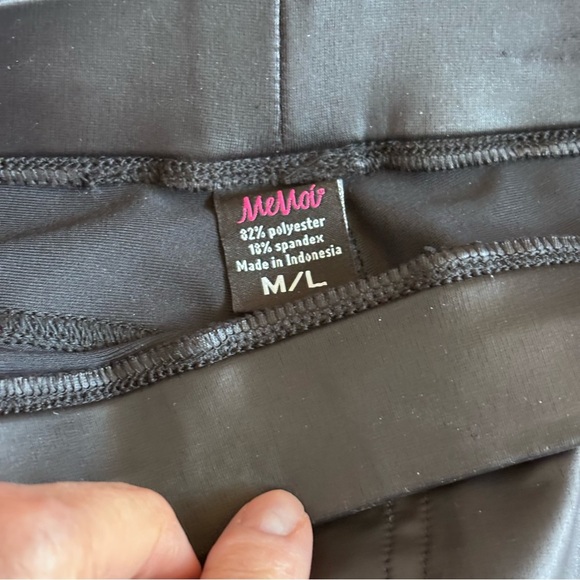 MeMoi
82% polyester
18% spandex
Made in Indonesia
M/L